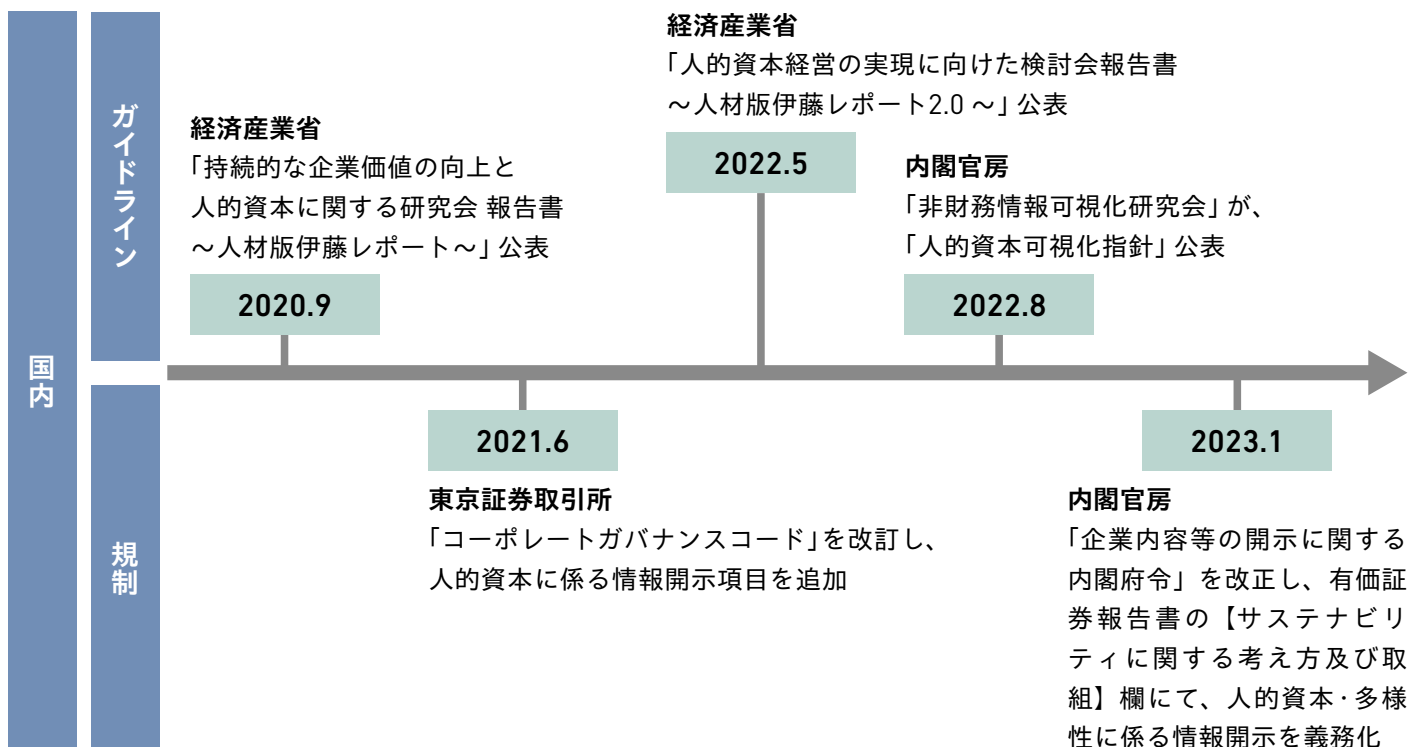 国内
ガイドライン
経済産業省
「持続的な企業価値の向上と
人的資本に関する研究会 報告書
～人材版伊藤レポート～」公表
2020.9
経済産業省
「人的資本経営の実現に向けた検討会報告書
～人材版伊藤レポート2.0 ～」公表
2022.5
内閣官房
「非財務情報可視化研究会」が、
「人的資本可視化指針」公表
2022.8
規制
2021.6
東京証券取引所
「コーポレートガバナンスコード」を改訂し、
人的資本に係る情報開示項目を追加
2023.1
内閣官房
「企業内容等の開示に関する
内閣府令」を改正し、有価証
券報告書の【サステナビリ
ティに関する考え方及び取
組】欄にて、人的資本・多様
性に係る情報開示を義務化